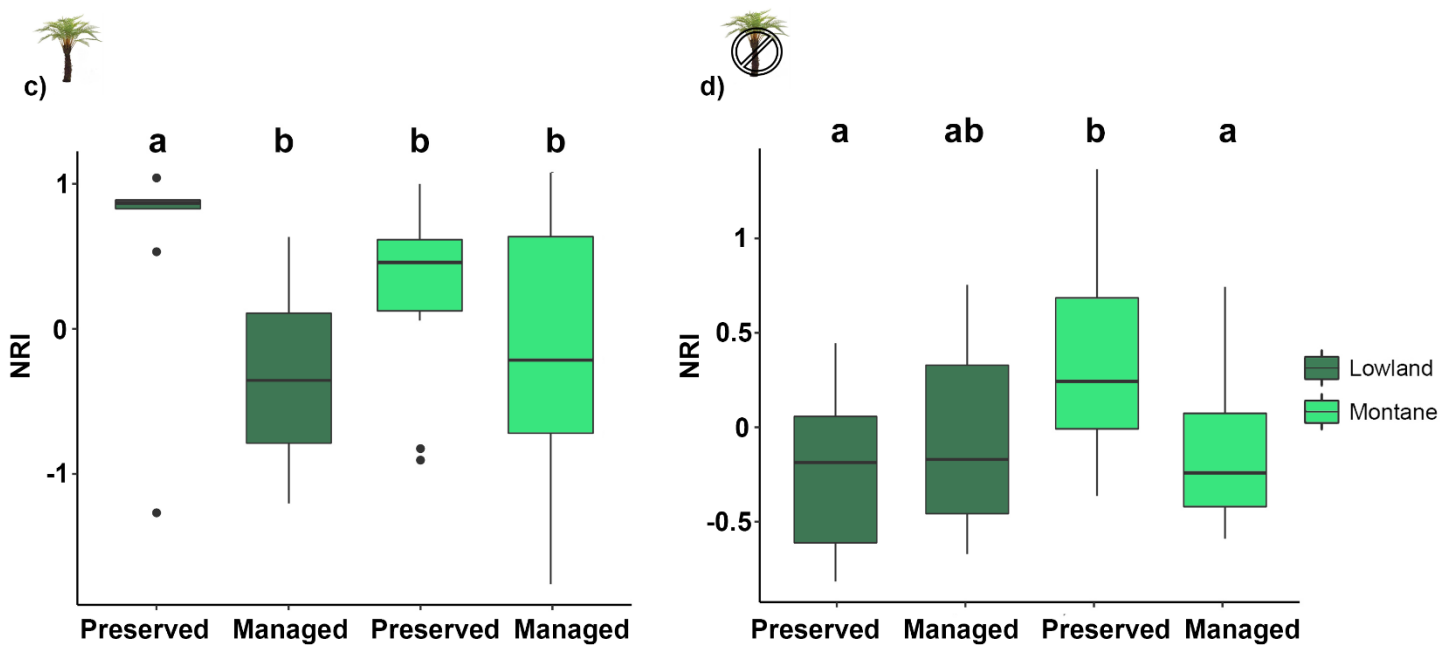 c)
a b b b
1
0
-1
NRI
Preserved Managed Preserved Managed
d)
a ab b a
1
0.5
0
-0.5
NRI
Preserved Managed Preserved Managed
Lowland
Montane